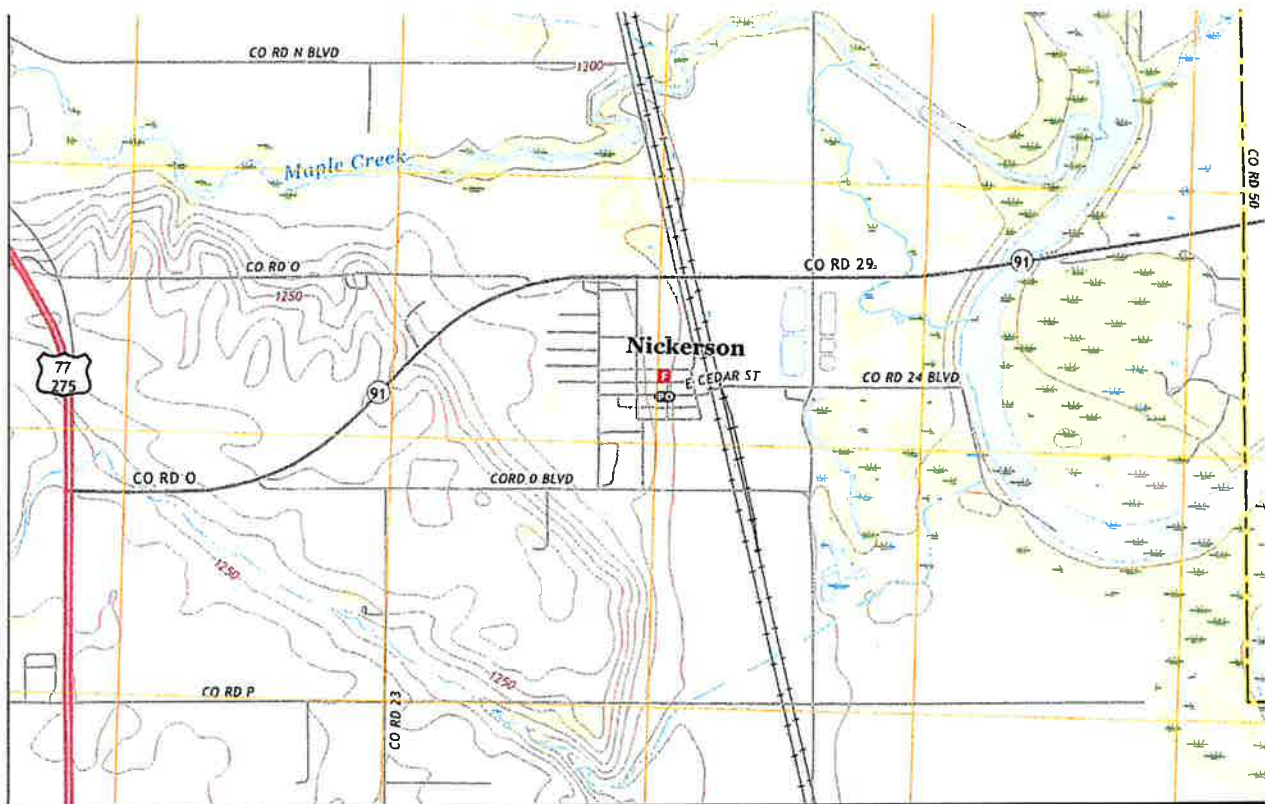 CO RD N BLVD
1200
Maple Creek
CO RD 50
CO RD O
1250
CO RD 29
91
77
275
Nickerson
F
E CEDAR ST
PO
CO RD 24 BLVD
91
CO RD O
CORD O BLVD
1250
1250
CO RD P
CO RD 23